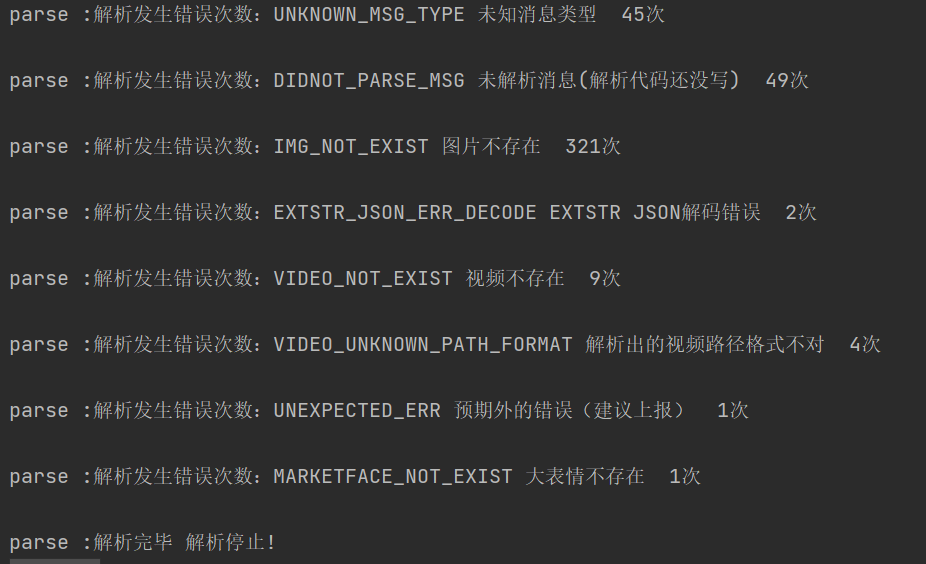 parse :解析发生错误次数：UNKNOWN_MSG_TYPE 未知消息类型  45次
parse :解析发生错误次数：DIDNOT_PARSE_MSG 未解析消息(解析代码还没写)  49次
parse :解析发生错误次数：IMG_NOT_EXIST 图片不存在  321次
parse :解析发生错误次数：EXTSTR_JSON_ERR_DECODE EXTSTR JSON解码错误  2次
parse :解析发生错误次数：VIDEO_NOT_EXIST 视频不存在  9次
parse :解析发生错误次数：VIDEO_UNKNOWN_PATH_FORMAT 解析出的视频路径格式不对  4次
parse :解析发生错误次数：UNEXPECTED_ERR 预期外的错误（建议上报）  1次
parse :解析发生错误次数：MARKETFACE_NOT_EXIST 大表情不存在  1次
parse :解析完毕 解析停止!